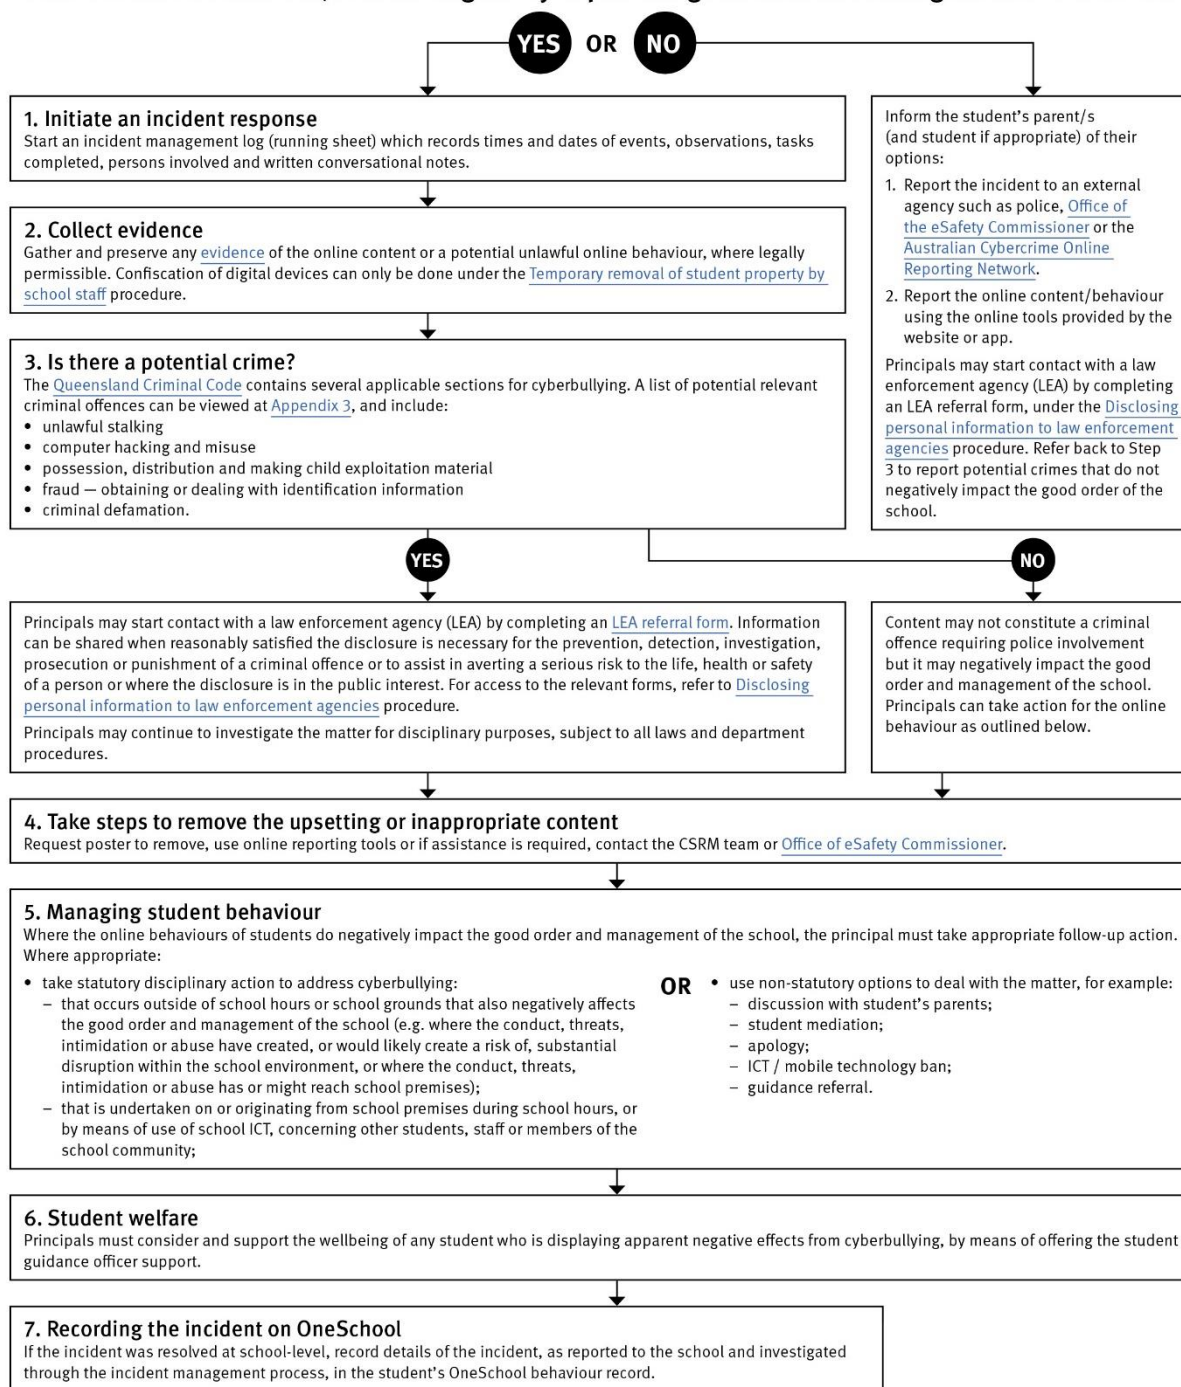 YES OR NO
1. Initiate an incident response
Start an incident management log (running sheet) which records times and dates of events, observations, tasks
completed, persons involved and written conversational notes.
2. Collect evidence
Gather and preserve any evidence of the online content or a potential unlawful online behaviour, where legally
permissible. Confiscation of digital devices can only be done under the Temporary removal of student property by
school staff procedure.
3. Is there a potential crime?
The Queensland Criminal Code contains several applicable sections for cyberbullying. A list of potential relevant
criminal offences can be viewed at Appendix 3, and include:
• unlawful stalking
• computer hacking and misuse
• possession, distribution and making child exploitation material
• fraud — obtaining or dealing with identification information
• criminal defamation.
Inform the student's parent/s
(and student if appropriate) of their
options:
1. Report the incident to an external
agency such as police, Office of
the eSafety Commissioner or the
Australian Cybercrime Online
Reporting Network.
2. Report the online content/behaviour
using the online tools provided by the
website or app.
Principals may start contact with a law
enforcement agency (LEA) by completing
an LEA referral form, under the Disclosing
personal information to law enforcement
agencies procedure. Refer back to Step
3 to report potential crimes that do not
negatively impact the good order of the
school.
YES
NO
Principals may start contact with a law enforcement agency (LEA) by completing an LEA referral form. Information
can be shared when reasonably satisfied the disclosure is necessary for the prevention, detection, investigation,
prosecution or punishment of a criminal offence or to assist in averting a serious risk to the life, health or safety
of a person or where the disclosure is in the public interest. For access to the relevant forms, refer to Disclosing
personal information to law enforcement agencies procedure.
Principals may continue to investigate the matter for disciplinary purposes, subject to all laws and department
procedures.
Content may not constitute a criminal
offence requiring police involvement
but it may negatively impact the good
order and management of the school.
Principals can take action for the online
behaviour as outlined below.
4. Take steps to remove the upsetting or inappropriate content
Request poster to remove, use online reporting tools or if assistance is required, contact the CSRM team or Office of eSafety Commissioner.
5. Managing student behaviour
Where the online behaviours of students do negatively impact the good order and management of the school, the principal must take appropriate follow-up action.
Where appropriate:
• take statutory disciplinary action to address cyberbullying:
– that occurs outside of school hours or school grounds that also negatively affects
the good order and management of the school (e.g. where the conduct, threats,
intimidation or abuse have created, or would likely create a risk of, substantial
disruption within the school environment, or where the conduct, threats,
intimidation or abuse has or might reach school premises);
– that is undertaken on or originating from school premises during school hours, or
by means of use of school ICT, concerning other students, staff or members of the
school community;
OR
• use non-statutory options to deal with the matter, for example:
– discussion with student's parents;
– student mediation;
– apology;
– ICT / mobile technology ban;
– guidance referral.
6. Student welfare
Principals must consider and support the wellbeing of any student who is displaying apparent negative effects from cyberbullying, by means of offering the student
guidance officer support.
7. Recording the incident on OneSchool
If the incident was resolved at school-level, record details of the incident, as reported to the school and investigated
through the incident management process, in the student's OneSchool behaviour record.